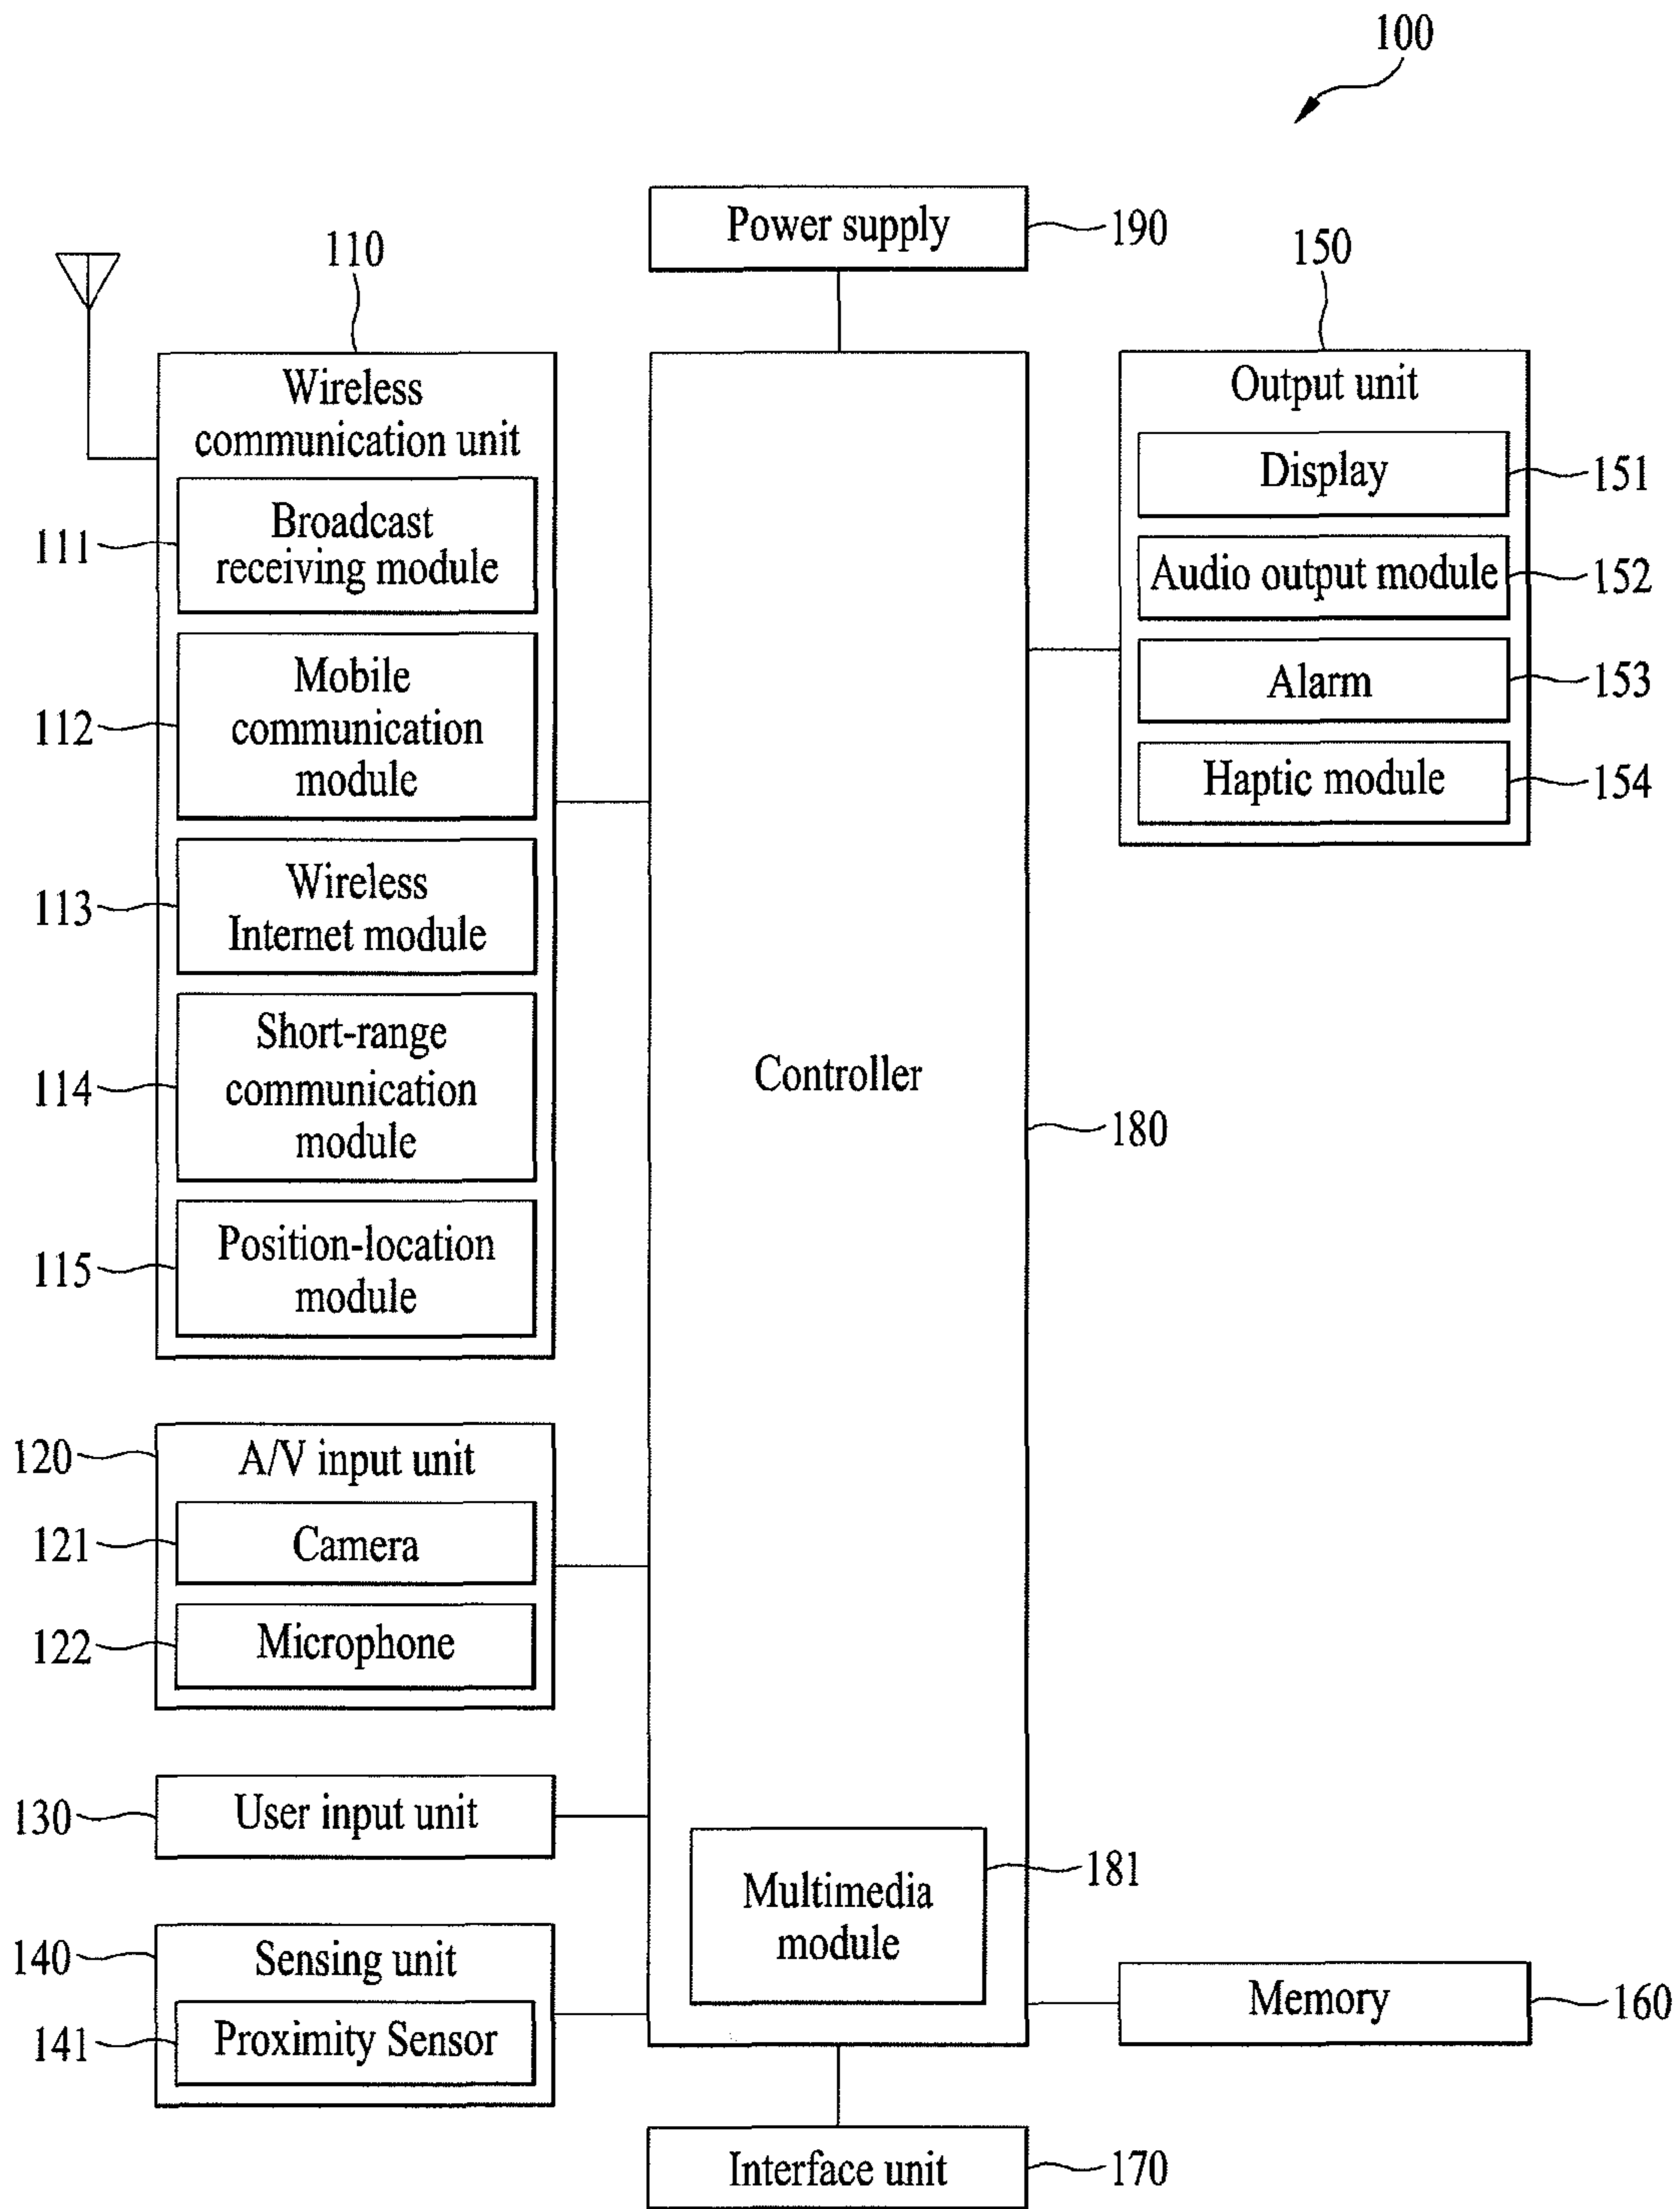 100
Power supply
190
110
150
Wireless
communication unit
Output unit
Display
151
Broadcast
receiving module
111
Audio output module
152
Alarm
153
Mobile
communication
module
112
Haptic module
154
Wireless
Internet module
113
Short-range
communication
module
114
Controller
180
Position-location
module
115
120
A/V input unit
121
Camera
122
Microphone
130
User input unit
181
Multimedia
module
140
Sensing unit
141
Proximity Sensor
Memory
160
Interface unit
170